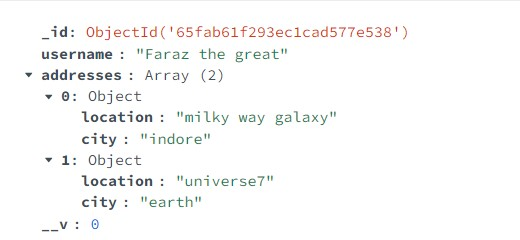 _id: ObjectId('65fab61f293ec1cad577e538')
username : "Faraz the great"
addresses : Array (2)
0: Object
location : "milky way galaxy"
city : "indore"
1: Object
location : "universe7"
city : "earth"
__v : 0